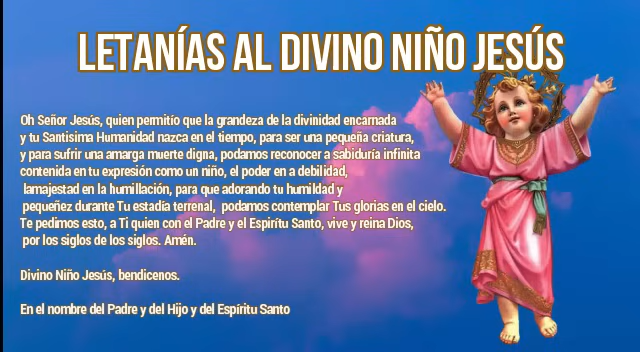 LETANÍAS AL DIVINO NIÑO JESÚS
Oh Señor Jesús, quien permitío que la grandeza de la divinidad encarnada
y tu Santisima Humanidad nazca en el tiempo, para ser una pequeña criatura,
y para sufrir una amarga muerte digna, podamos reconocer a sabiduría infinita
contenida en tu expresión como un niño, el poder en a debilidad,
lamajestad en la humillación, para que adorando tu humildad y
pequeñez durante Tu estadía terrenal, podamos contemplar Tus glorias en el cielo.
Te pedimos esto, a Ti quien con el Padre y el Espirítu Santo, vive y reina Dios,
por los siglos de los siglos. Amén.
Divino Niño Jesús, bendicenos.
En el nombre del Padre y del Hijo y del Espíritu Santo